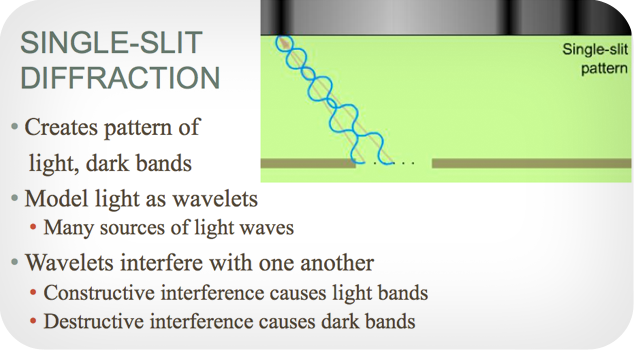 SINGLE-SLIT
DIFFRACTION
Single-slit
pattern
• Creates pattern of
light, dark bands
• Model light as wavelets
• Many sources of light waves
• Wavelets interfere with one another
• Constructive interference causes light bands
• Destructive interference causes dark bands